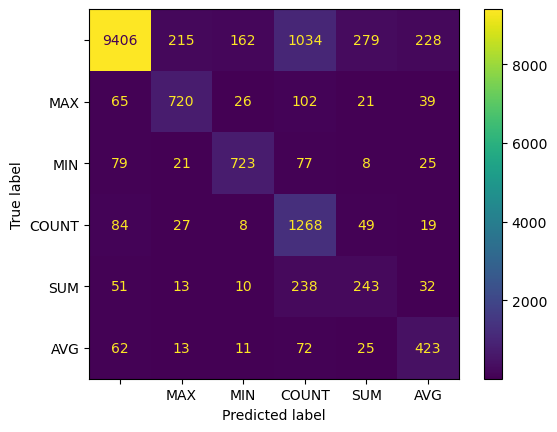 9406 215 162 1034 279 228
8000
MAX 65 720 26 102 21 39
6000
MIN 79 21 723 77 8 25
True label
COUNT 84 27 8 1268 49 19
4000
SUM 51 13 10 238 243 32
2000
AVG 62 13 11 72 25 423
MAX MIN COUNT SUM AVG
Predicted label